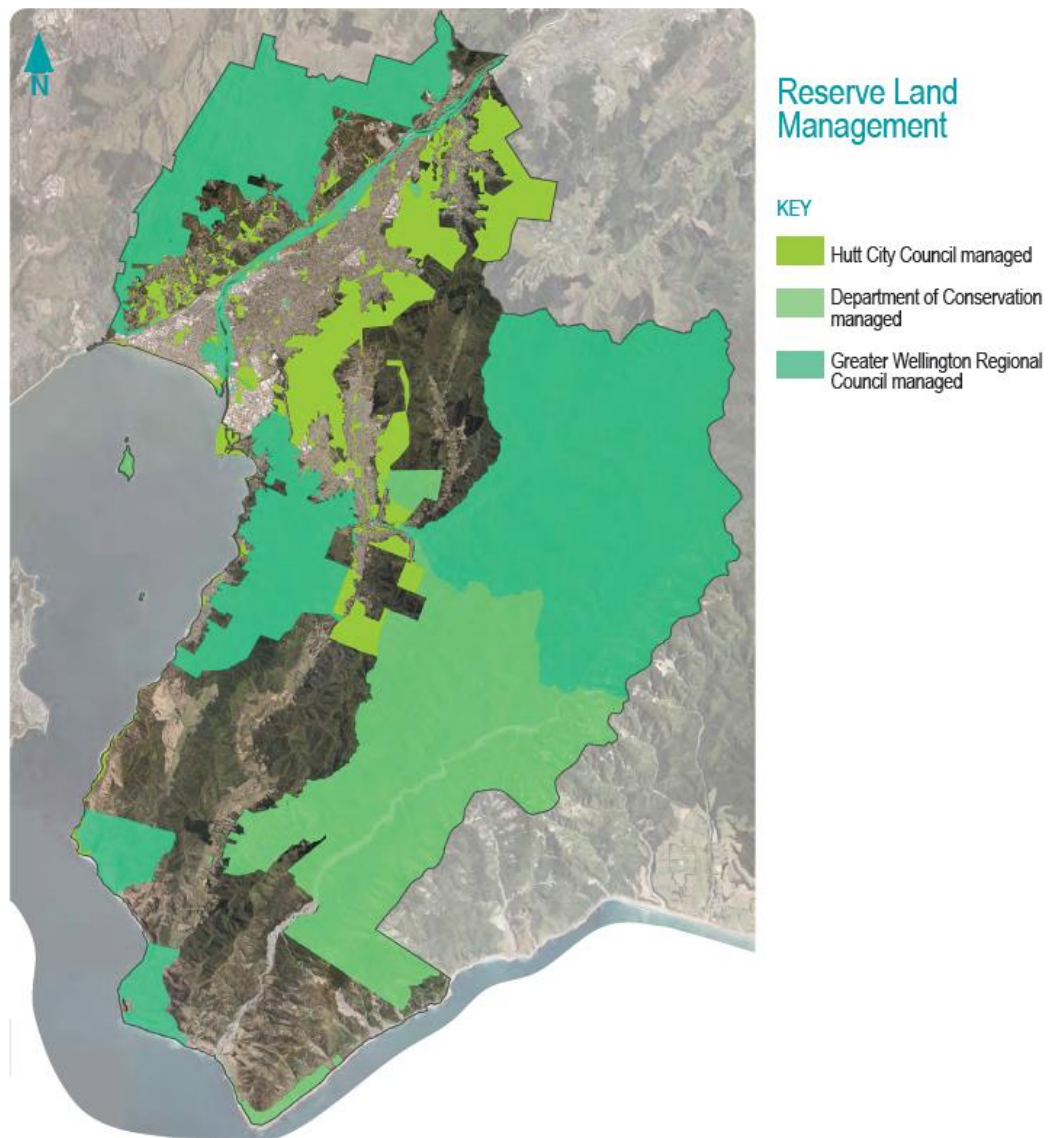 N
Reserve Land
Management
KEY
Hutt City Council managed
Department of Conservation
managed
Greater Wellington Regional
Council managed